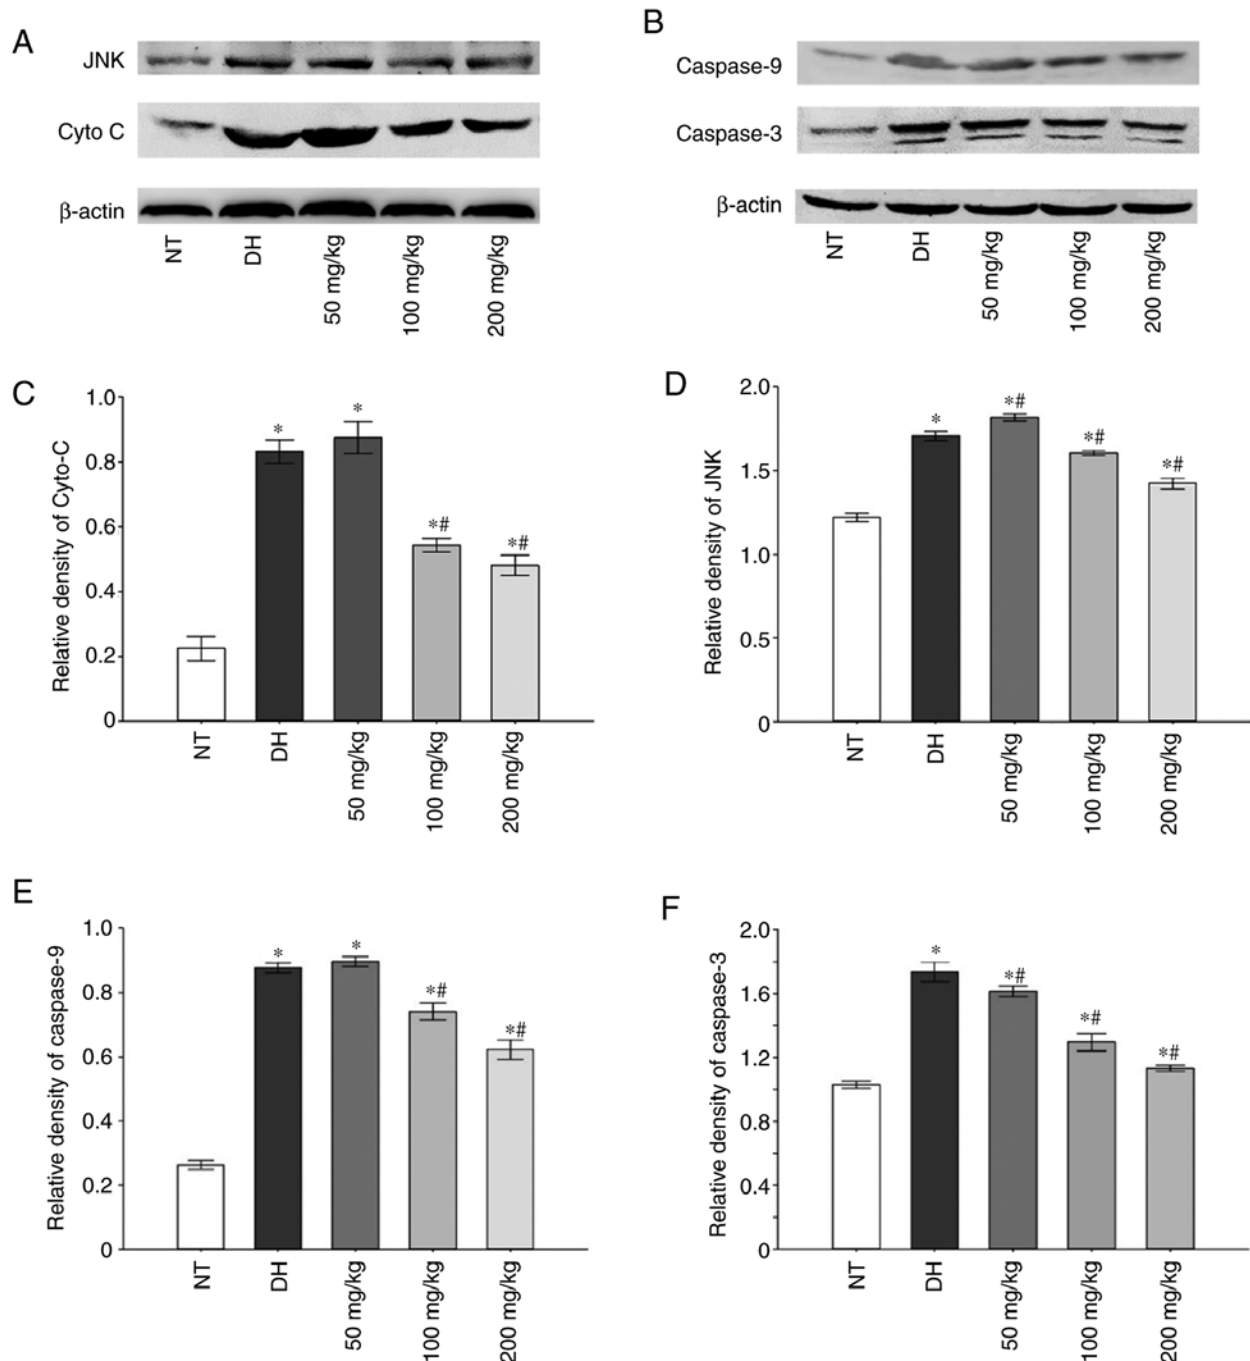 A
JNK
Cyto C
β-actin
NT
DH
50 mg/kg
100 mg/kg
200 mg/kg
B
Caspase-9
Caspase-3
β-actin
NT
DH
50 mg/kg
100 mg/kg
200 mg/kg
C
Relative density of Cyto-C
1.0
0.8
0.6
0.4
0.2
0
*
*
*#
*#
NT
DH
50 mg/kg
100 mg/kg
200 mg/kg
D
Relative density of JNK
2.0
1.5
1.0
0.5
0
*
*#
*#
*#
NT
DH
50 mg/kg
100 mg/kg
200 mg/kg
E
Relative density of caspase-9
1.0
0.8
0.6
0.4
0.2
0
*
*
*#
*#
NT
DH
50 mg/kg
100 mg/kg
200 mg/kg
F
Relative density of caspase-3
2.0
1.6
1.2
0.8
0.4
0
*
*#
*#
*#
NT
DH
50 mg/kg
100 mg/kg
200 mg/kg